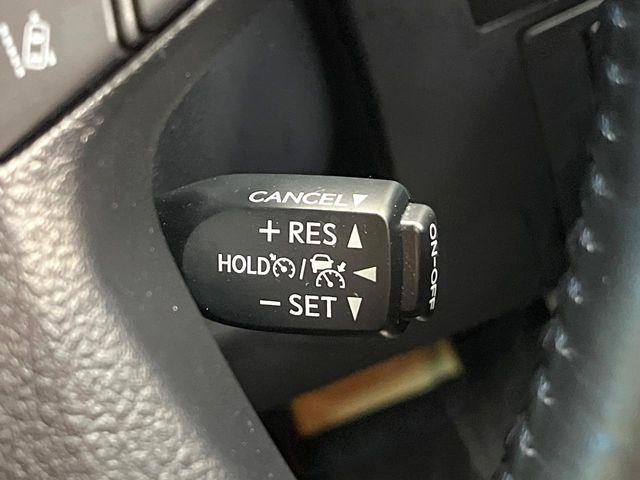 CANCEL▼
+ RES ▲
HOLD / ◀
− SET ▼
ON-OFF